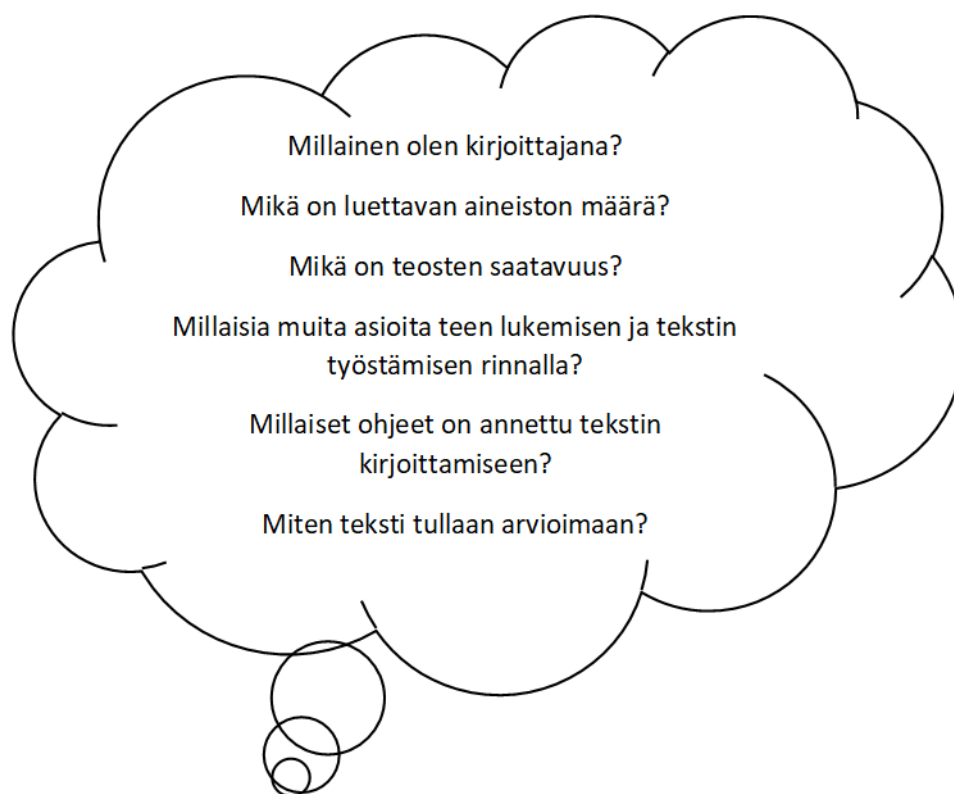 Millainen olen kirjoittajana?
Mikä on luettavan aineiston määrä?
Mikä on teosten saatavuus?
Millaisia muita asioita teen lukemisen ja tekstin
työstämisen rinnalla?
Millaiset ohjeet on annettu tekstin
kirjoittamiseen?
Miten teksti tullaan arvioimaan?